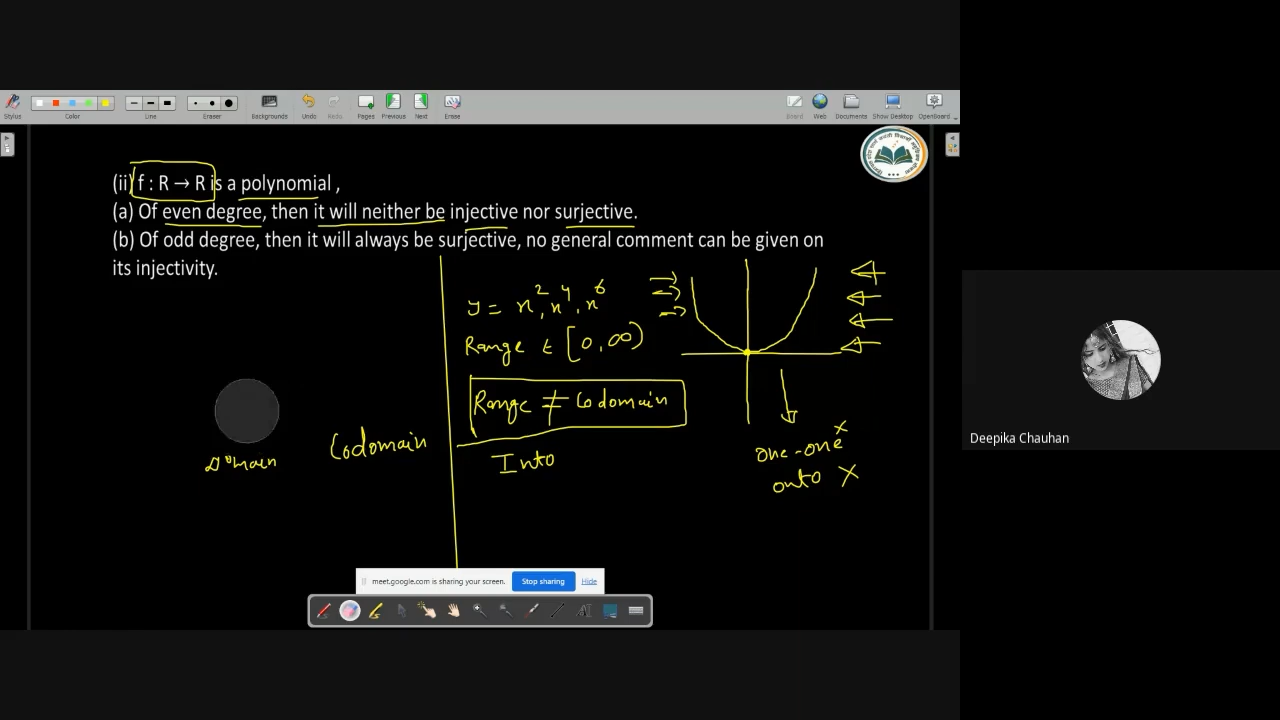 Stylus
Color
Line
Eraser
Backgrounds
Undo
Redo
Pages
Previous
Next
Erase
Board
Web
Documents
Show Desktop
OpenBoard
(ii) f : R → R is a polynomial ,
(a) Of even degree, then it will neither be injective nor surjective.
(b) Of odd degree, then it will always be surjective, no general comment can be given on
its injectivity.
y = x², x⁴, x⁶
Range ∈ [0, ∞)
Range ≠ Codomain
Into
Domain
Codomain
one-one ×
onto ×
Deepika Chauhan
meet.google.com is sharing your screen.
Stop sharing
Hide